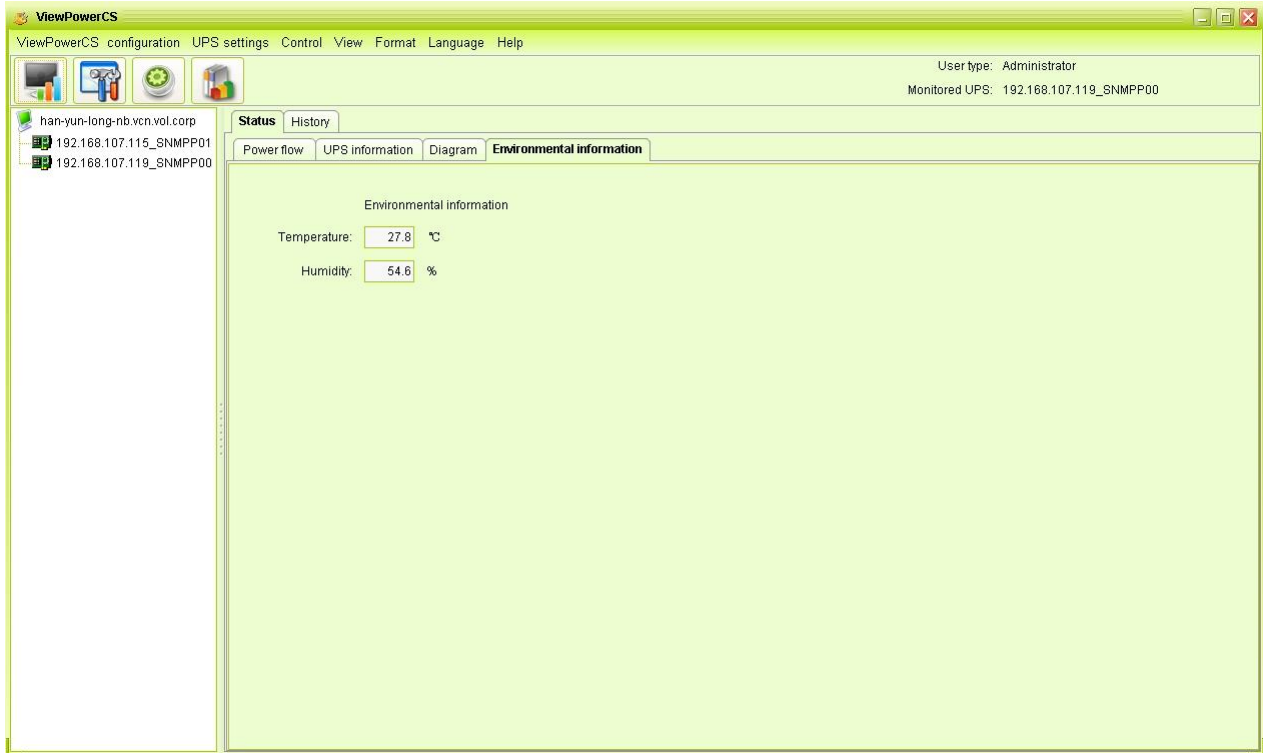 ViewPowerCS
ViewPowerCS configuration UPS settings Control View Format Language Help
User type: Administrator
Monitored UPS: 192.168.107.119_SNMPP00
han-yun-long-nb.vcn.vol.corp
192.168.107.115_SNMPP01
192.168.107.119_SNMPP00
Status History
Power flow UPS information Diagram Environmental information
Environmental information
Temperature: 27.8 ℃
Humidity: 54.6 %